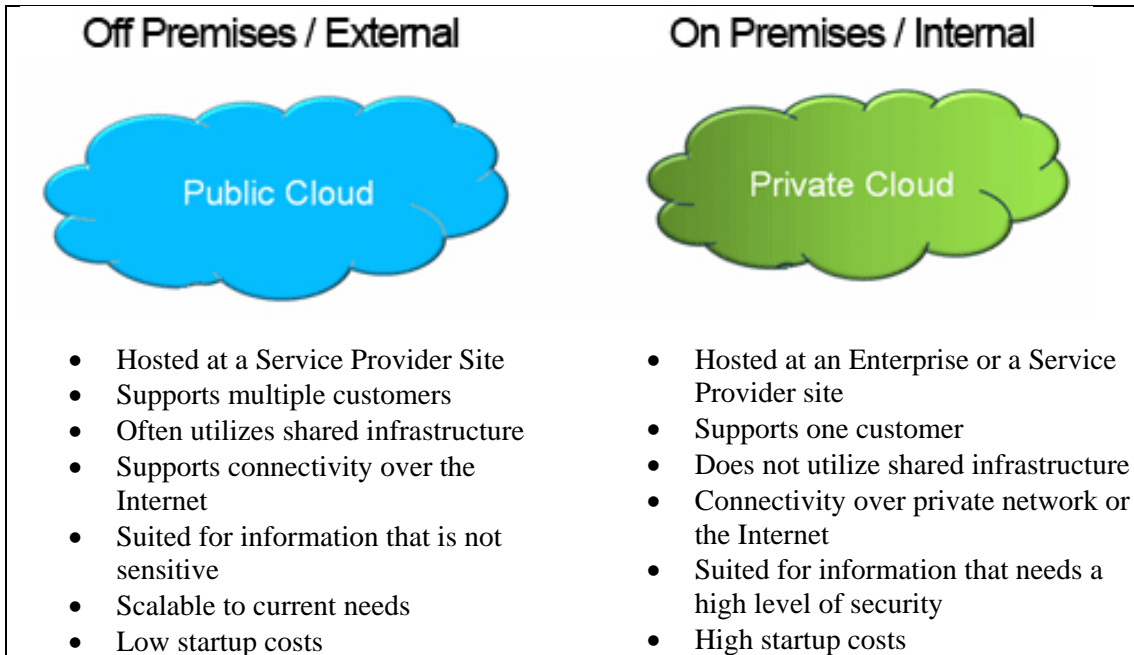 Off Premises / External
Public Cloud
• Hosted at a Service Provider Site
• Supports multiple customers
• Often utilizes shared infrastructure
• Supports connectivity over the
Internet
• Suited for information that is not
sensitive
• Scalable to current needs
• Low startup costs
On Premises / Internal
Private Cloud
• Hosted at an Enterprise or a Service
Provider site
• Supports one customer
• Does not utilize shared infrastructure
• Connectivity over private network or
the Internet
• Suited for information that needs a
high level of security
• High startup costs